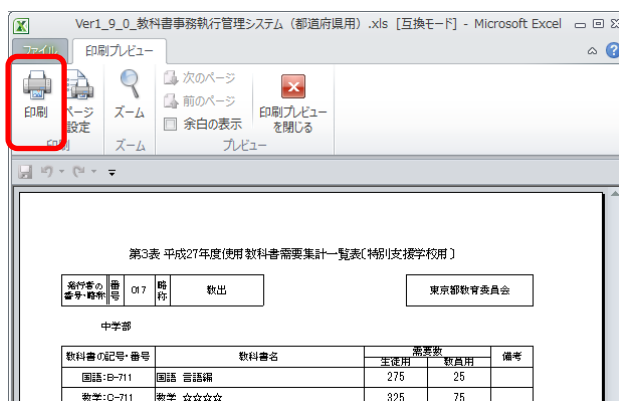 Ver1_9_0_教科書事務執行管理システム（都道府県用）.xls [互換モード] - Microsoft Excel
ファイル 印刷プレビュー
印刷 ページ設定 ズーム 次のページ 前のページ 余白の表示 印刷プレビューを閉じる
印刷 ズーム プレビュー
第3表 平成27年度使用教科書需要集計一覧表〔特別支援学校用〕
発行者の番号・略称 番号 017 略称 教出 東京都教育委員会
中学部
教科書の記号・番号 教科書名 需要数 備考
生徒用 教員用
国語:B-711 国語 言語編 275 25
数学:C-711 数学 ☆☆☆☆ 325 75